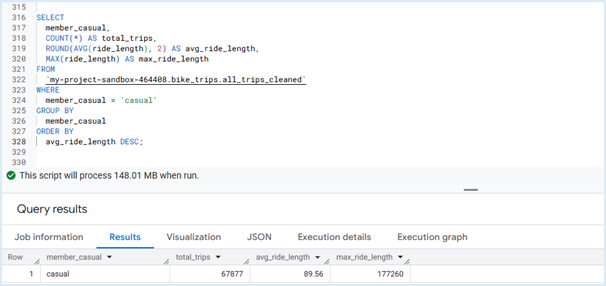 315
316 SELECT
317 member_casual,
318 COUNT(*) AS total_trips,
319 ROUND(AVG(ride_length), 2) AS avg_ride_length,
320 MAX(ride_length) AS max_ride_length
321 FROM
322 `my-project-sandbox-464408.bike_trips.all_trips_cleaned`
323 WHERE
324 member_casual = 'casual'
325 GROUP BY
326 member_casual
327 ORDER BY
328 avg_ride_length DESC;
329
330
This script will process 148.01 MB when run.
Query results
Job information Results Visualization JSON Execution details Execution graph
Row member_casual total_trips avg_ride_length max_ride_length
1 casual 67877 89.56 177260